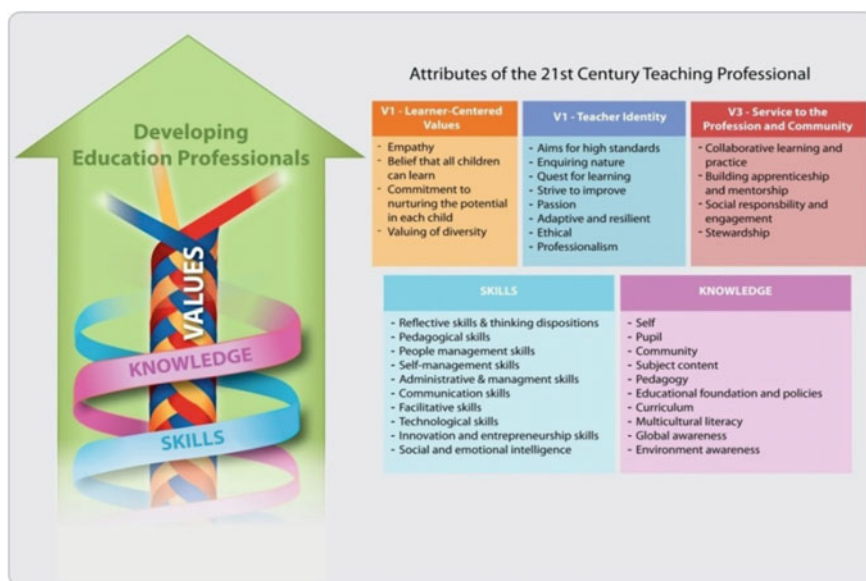 Developing
Education Professionals
VALUES
KNOWLEDGE
SKILLS
Attributes of the 21st Century Teaching Professional
V1 - Learner-Centered
Values
- Empathy
- Belief that all children
can learn
- Commitment to
nurturing the potential
in each child
- Valuing of diversity
V1 - Teacher Identity
- Aims for high standards
- Enquiring nature
- Quest for learning
- Strive to improve
- Passion
- Adaptive and resilient
- Ethical
- Professionalism
V3 - Service to the
Profession and Community
- Collaborative learning and
practice
- Building apprenticeship
and mentorship
- Social responsbility and
engagement
- Stewardship
SKILLS
- Reflective skills & thinking dispositions
- Pedagogical skills
- People management skills
- Self-management skills
- Administrative & managment skills
- Communication skills
- Facilitative skills
- Technological skills
- Innovation and entrepreneurship skills
- Social and emotional intelligence
KNOWLEDGE
- Self
- Pupil
- Community
- Subject content
- Pedagogy
- Educational foundation and policies
- Curriculum
- Multicultural literacy
- Global awareness
- Environment awareness